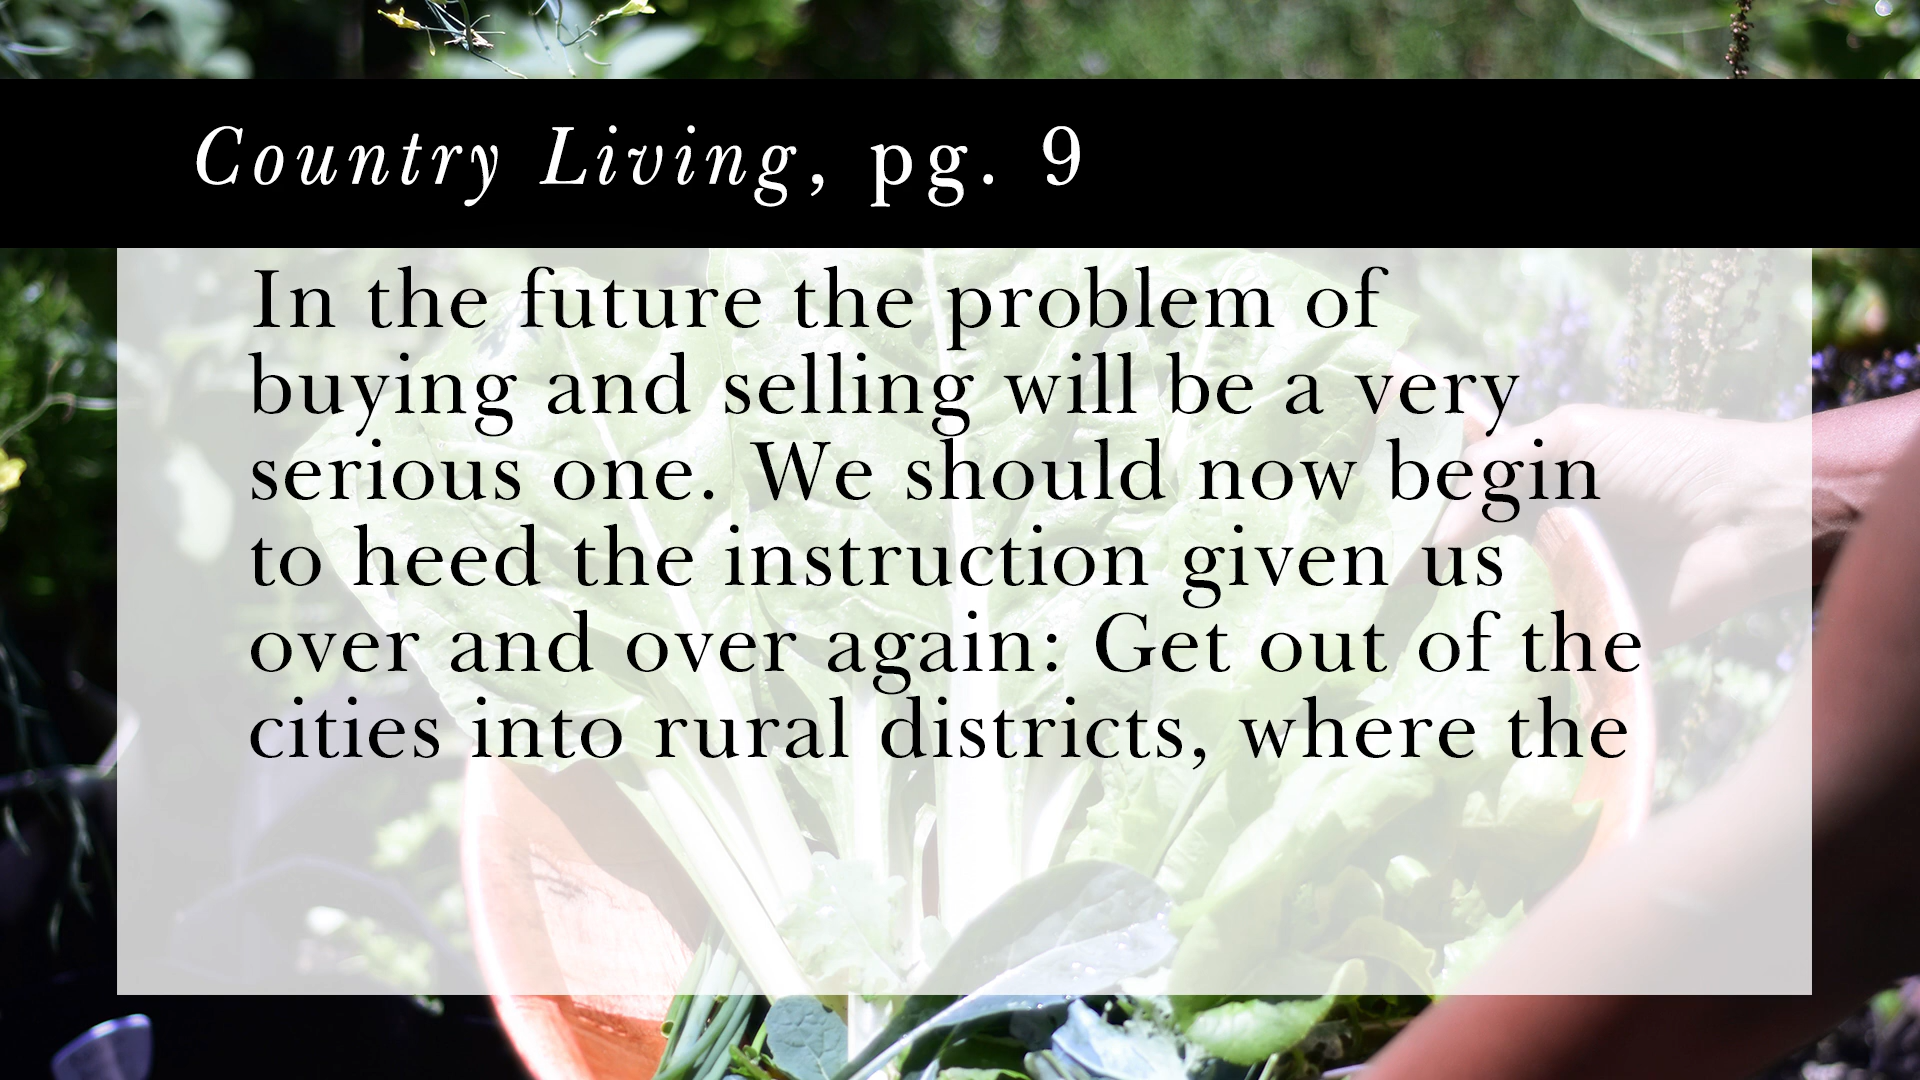 Country Living, pg. 9
In the future the problem of
buying and selling will be a very
serious one. We should now begin
to heed the instruction given us
over and over again: Get out of the
cities into rural districts, where the